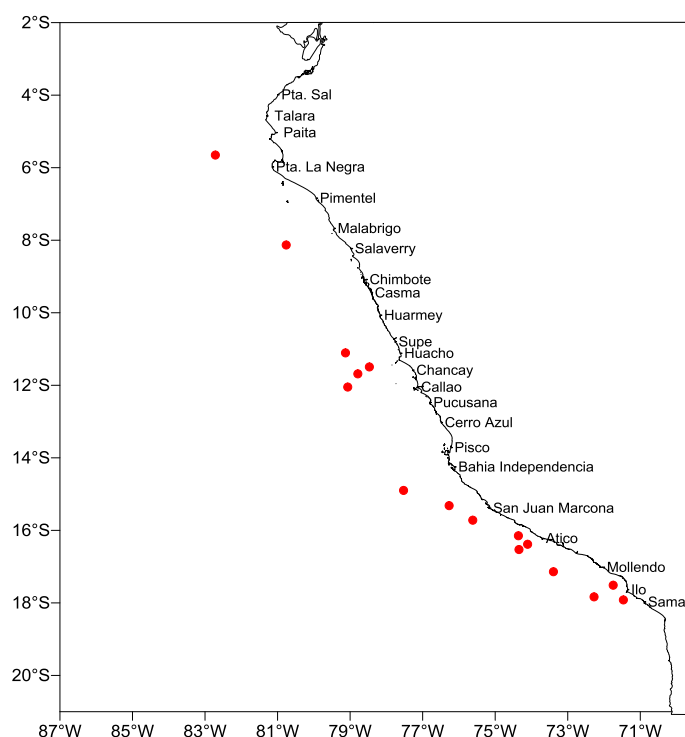 2°S
4°S
Pta. Sal
Talara
Paita
6°S
Pta. La Negra
Pimentel
Malabrigo
8°S
Salaverry
Chimbote
Casma
10°S
Huarmey
Supe
Huacho
Chancay
12°S
Callao
Pucusana
Cerro Azul
14°S
Pisco
Bahia Independencia
San Juan Marcona
16°S
Atico
Mollendo
Ilo
18°S
Sama
20°S
87°W 85°W 83°W 81°W 79°W 77°W 75°W 73°W 71°W